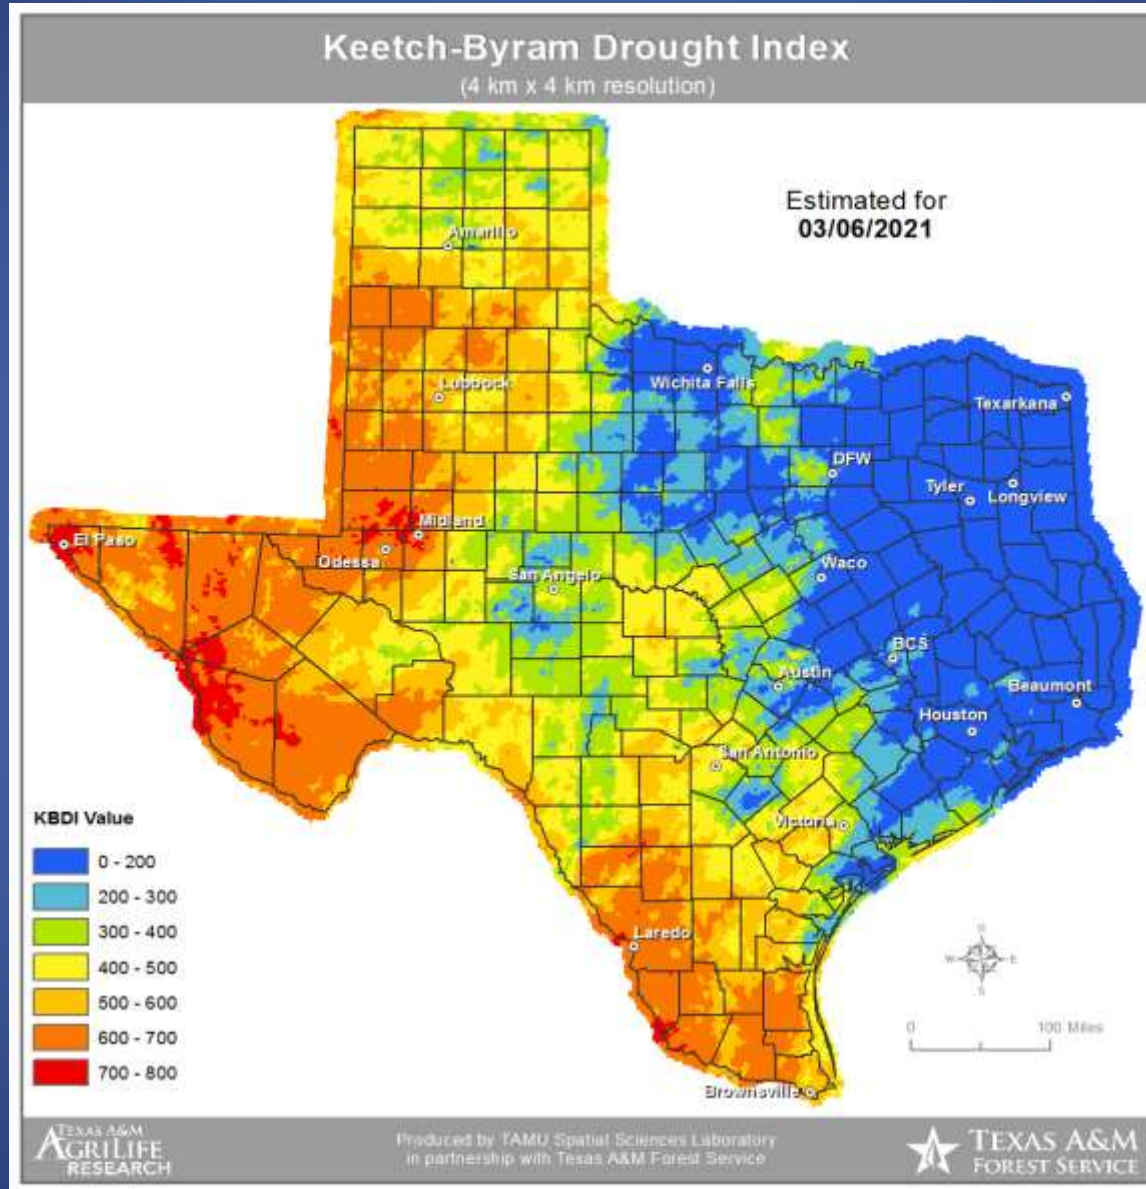 Keetch-Byram Drought Index
(4 km x 4 km resolution)
Estimated for
03/06/2021
Amarillo
Lubbock
Wichita Falls
Texarkana
DFW
Tyler
Longview
Midland
El Paso
Odessa
San Angelo
Waco
BCS
Austin
Beaumont
Houston
San Antonio
Victoria
Laredo
Brownsville
KBDI Value
0 - 200
200 - 300
300 - 400
400 - 500
500 - 600
600 - 700
700 - 800
N
W E
S
0 100 Miles
TEXAS A&M
AGRILIFE
RESEARCH
Produced by TAMU Spatial Sciences Laboratory
in partnership with Texas A&M Forest Service
TEXAS A&M
FOREST SERVICE